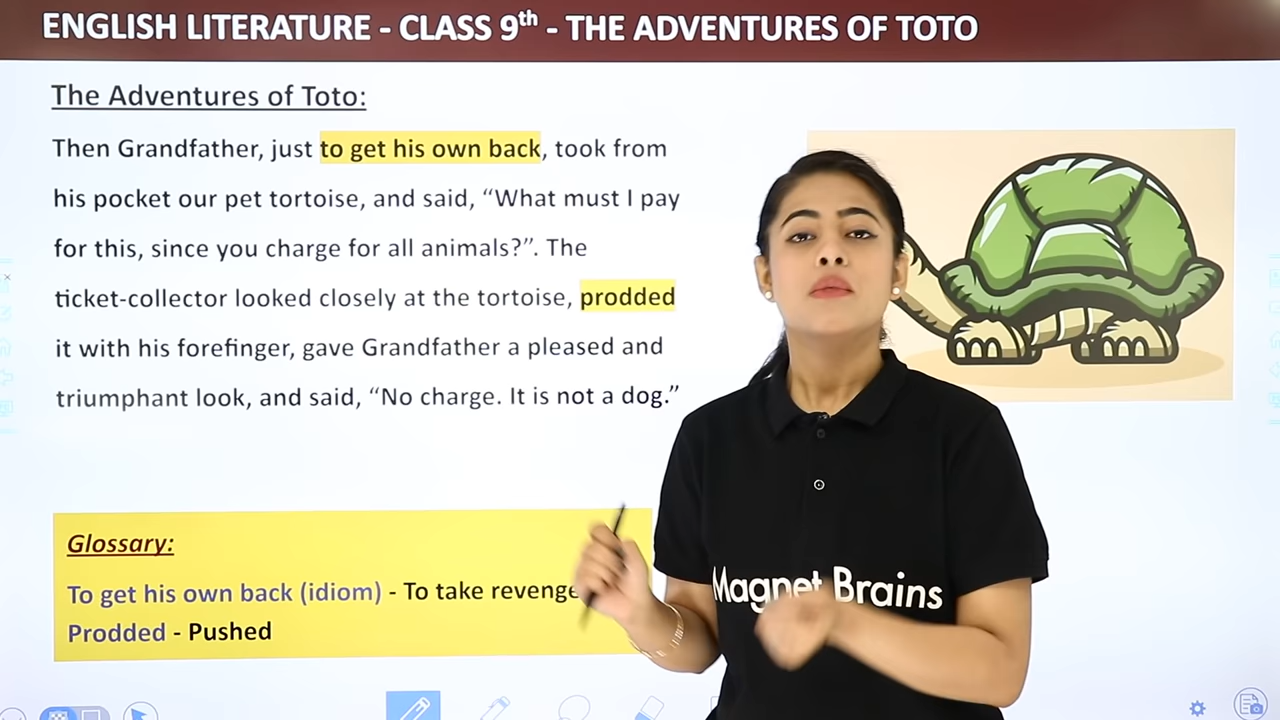 ENGLISH LITERATURE - CLASS 9th - THE ADVENTURES OF TOTO
The Adventures of Toto:
Then Grandfather, just to get his own back, took from
his pocket our pet tortoise, and said, “What must I pay
for this, since you charge for all animals?”. The
ticket-collector looked closely at the tortoise, prodded
it with his forefinger, gave Grandfather a pleased and
triumphant look, and said, “No charge. It is not a dog.”
Glossary:
To get his own back (idiom) - To take revenge
Prodded - Pushed
Magnet Brains